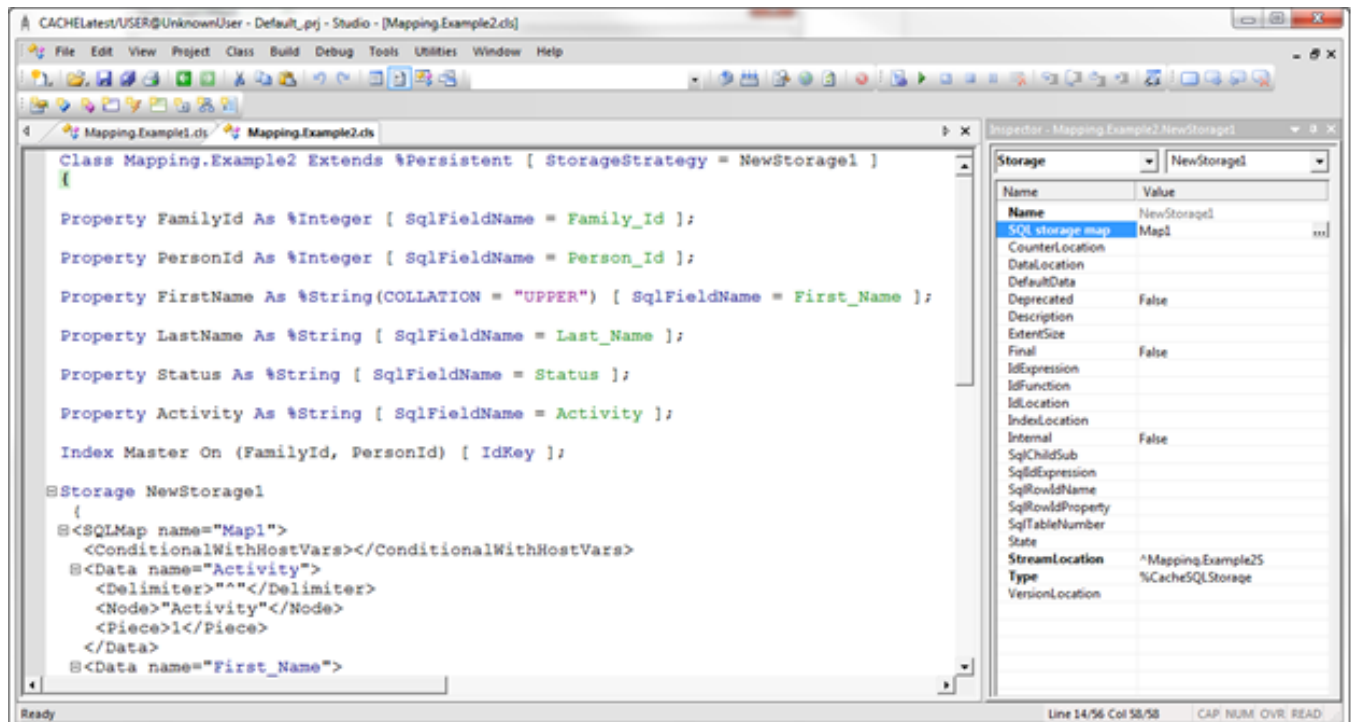 CACHELatest/USER@UnknownUser - Default_.prj - Studio - [Mapping.Example2.cls]
File Edit View Project Class Build Debug Tools Utilities Window Help
Mapping.Example1.cls Mapping.Example2.cls
Class Mapping.Example2 Extends %Persistent [ StorageStrategy = NewStorage1 ]
{
Property FamilyId As %Integer [ SqlFieldName = Family_Id ];
Property PersonId As %Integer [ SqlFieldName = Person_Id ];
Property FirstName As %String(COLLATION = "UPPER") [ SqlFieldName = First_Name ];
Property LastName As %String [ SqlFieldName = Last_Name ];
Property Status As %String [ SqlFieldName = Status ];
Property Activity As %String [ SqlFieldName = Activity ];
Index Master On (FamilyId, PersonId) [ IdKey ];
Storage NewStorage1
{
<SQLMap name="Map1">
<ConditionalWithHostVars></ConditionalWithHostVars>
<Data name="Activity">
<Delimiter>"^"</Delimiter>
<Node>"Activity"</Node>
<Piece>1</Piece>
</Data>
<Data name="First_Name">
Inspector - Mapping.Example2.NewStorage1
Storage NewStorage1
Name Value
Name NewStorage1
SQL storage map Map1 ...
CounterLocation
DataLocation
DefaultData
Deprecated False
Description
ExtentSize
Final False
IdExpression
IdFunction
IdLocation
IndexLocation
Internal False
SqlChildSub
SqlIdExpression
SqlRowIdName
SqlRowIdProperty
SqlTableNumber
State
StreamLocation ^Mapping.Example2S
Type %CacheSQLStorage
VersionLocation
Ready Line 14/56 Col 58/58 CAP NUM OVR READ